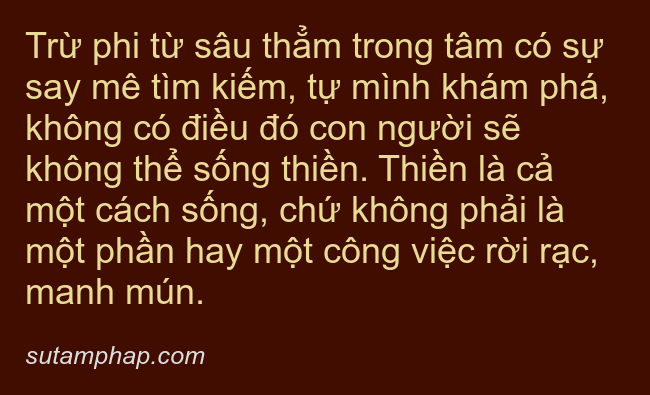 Trừ phi từ sâu thẳm trong tâm có sự
say mê tìm kiếm, tự mình khám phá,
không có điều đó con người sẽ
không thể sống thiền. Thiền là cả
một cách sống, chứ không phải là
một phần hay một công việc rời rạc,
manh mún.
sutamphap.com